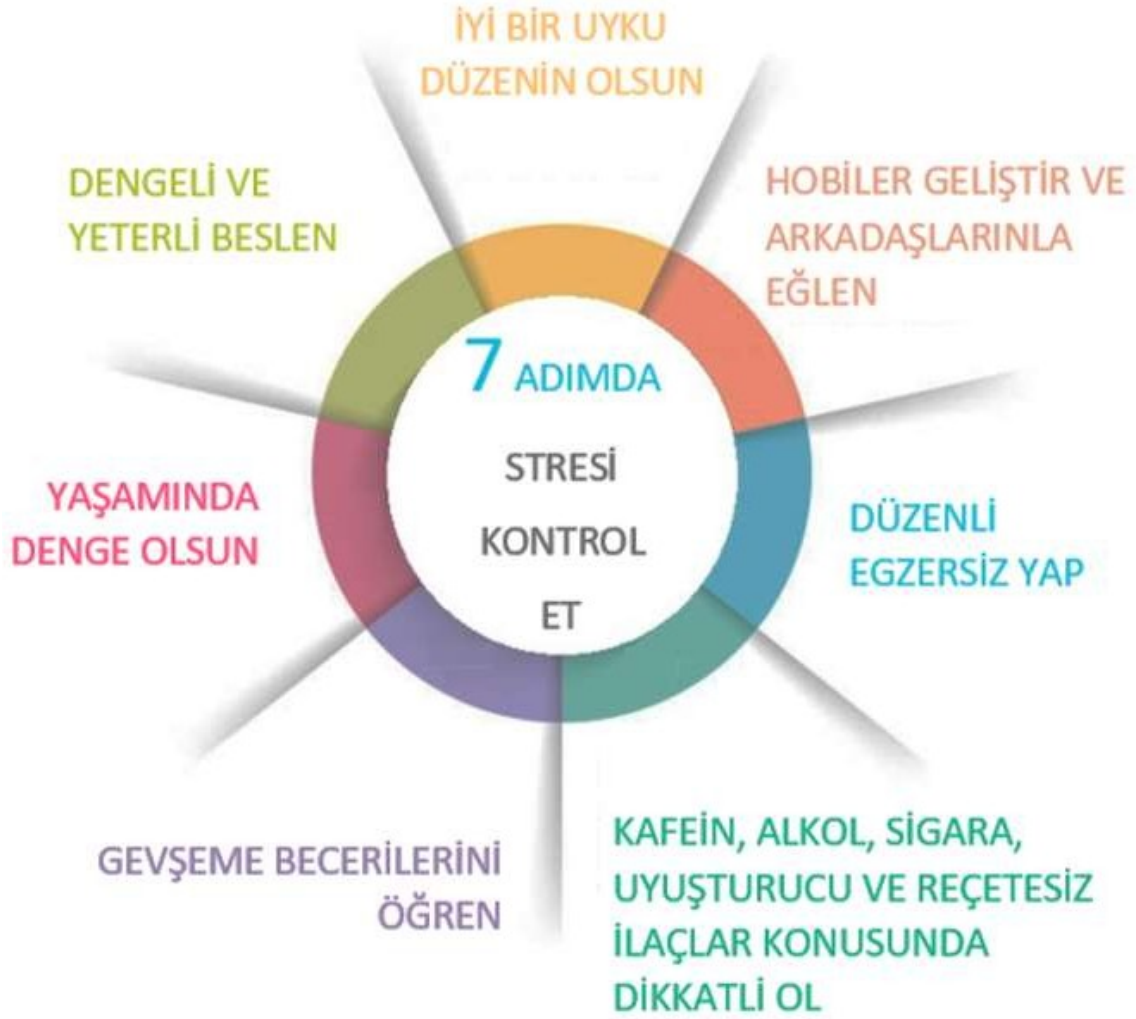 7 ADIMDA
STRESİ
KONTROL
ET
İYİ BİR UYKU
DÜZENİN OLSUN
HOBİLER GELİŞTİR VE
ARKADAŞLARINLA
EĞLEN
DÜZENLİ
EGZERSİZ YAP
KAFEİN, ALKOL, SİGARA,
UYUŞTURUCU VE REÇETESİZ
İLAÇLAR KONUSUNDA
DİKKATLİ OL
GEVŞEME BECERİLERİNİ
ÖĞREN
YAŞAMINDA
DENGE OLSUN
DENGELİ VE
YETERLİ BESLEN